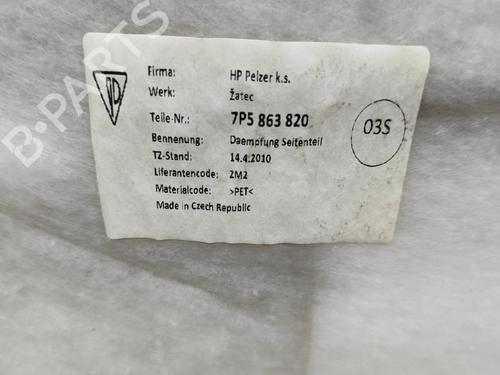 Firma: HP Pelzer k.s.
Werk: Žatec
Teile-Nr.: 7P5 863 820
Bennenung: Daempfung Seitenteil
TZ-Stand: 14.4.2010
Liferantencode: 2M2
Materialcode: >PET<
Made in Czech Republic
03S
B-PARTS